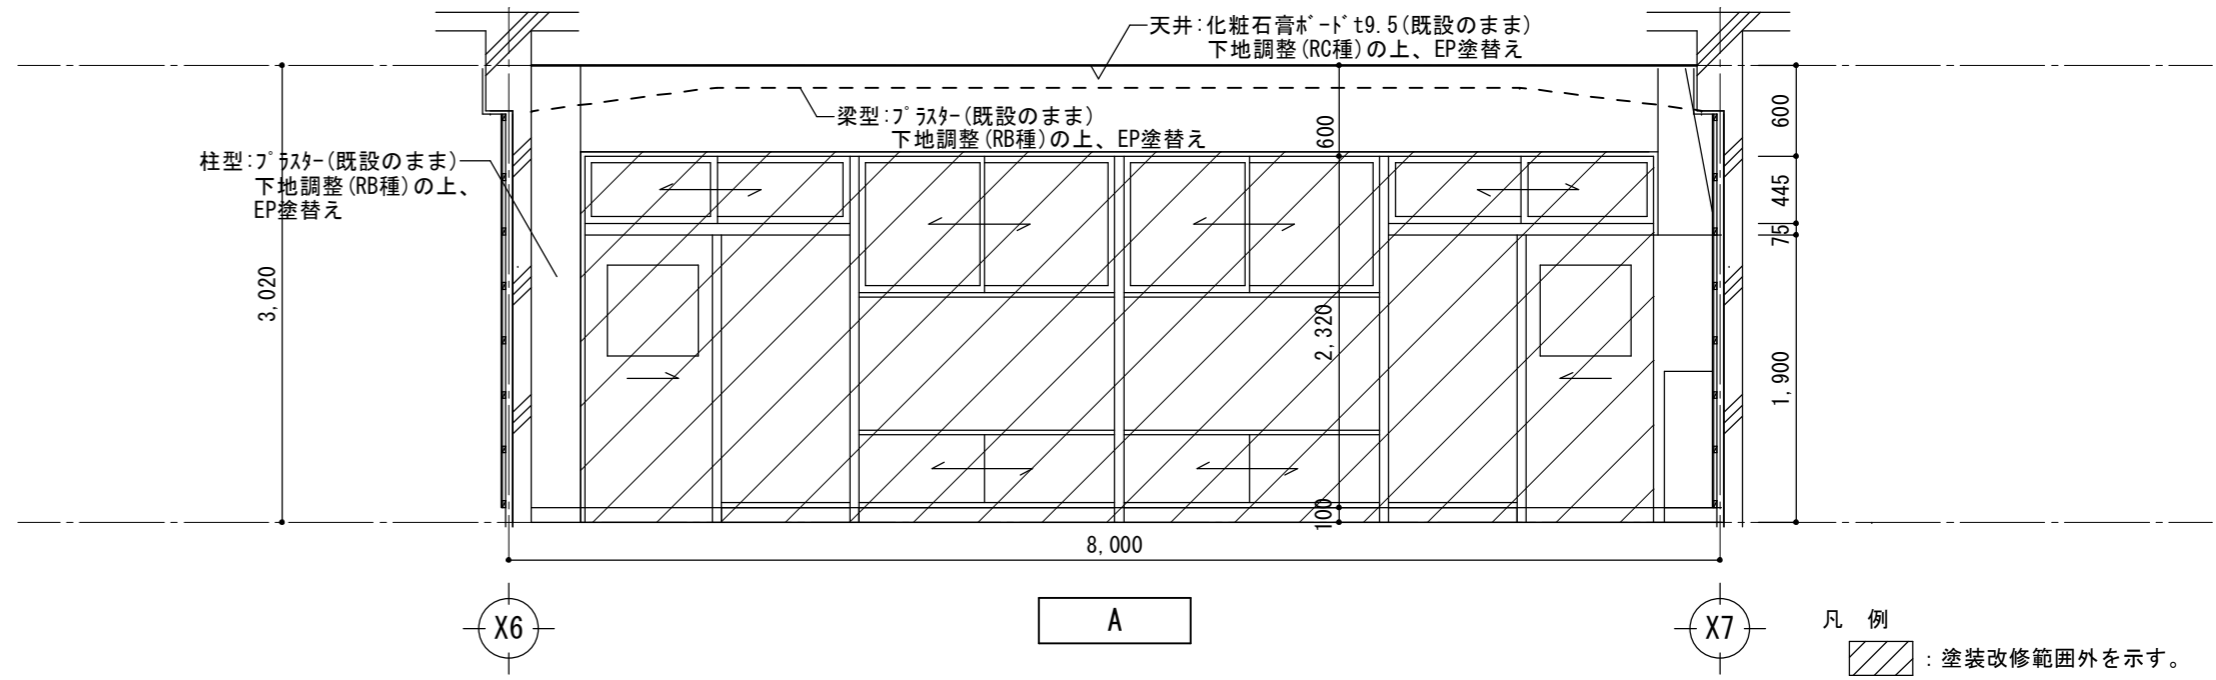 天井:化粧石膏ﾎﾞｰﾄﾞt9.5(既設のまま)
下地調整(RC種)の上、EP塗替え
梁型:ﾌﾟﾗｽﾀｰ(既設のまま)
下地調整(RB種)の上、EP塗替え
柱型:ﾌﾟﾗｽﾀｰ(既設のまま)
下地調整(RB種)の上、
EP塗替え
3,020
600
2,320
100
600
445
75
1,900
8,000
X6
A
X7
凡 例
:塗装改修範囲外を示す。